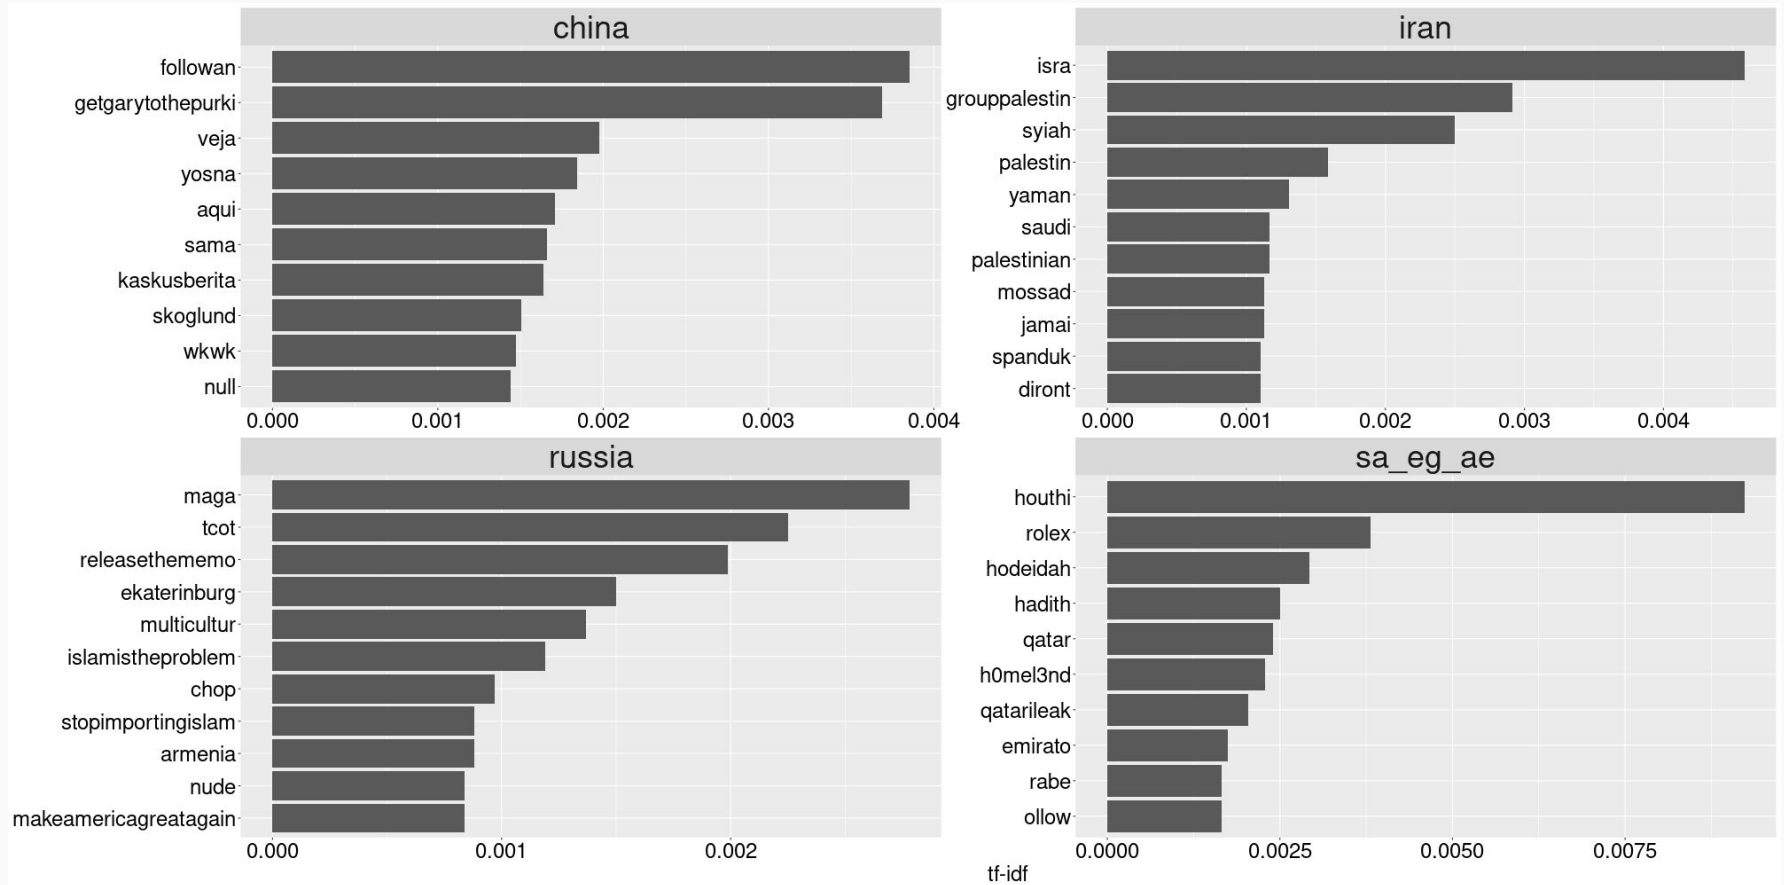 china
followan
getgarytothepurki
veja
yosna
aqui
sama
kaskusberita
skoglund
wkwk
null
0.000 0.001 0.002 0.003 0.004
iran
isra
grouppalestin
syiah
palestin
yaman
saudi
palestinian
mossad
jamai
spanduk
diront
0.000 0.001 0.002 0.003 0.004
russia
maga
tcot
releasethememo
ekaterinburg
multicultur
islamistheproblem
chop
stopimportingislam
armenia
nude
makeamericagreatagain
0.000 0.001 0.002
sa_eg_ae
houthi
rolex
hodeidah
hadith
qatar
h0mel3nd
qatarileak
emirato
rabe
ollow
0.0000 0.0025 0.0050 0.0075
tf-idf